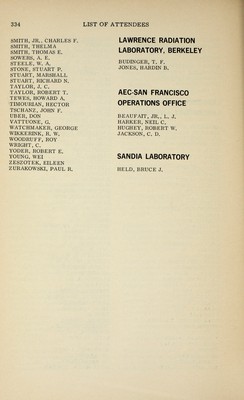 334 LIST OF ATTENDEES
SMITH, JR., CHARLES F.
SMITH, THELMA
SMITH, THOMAS E.
SOWERS, A. E.
STEELE, W. A.
STONE, STUART P.
STUART, MARSHALL
STUART, RICHARD N.
TAYLOR, J. C.
TAYLOR, ROBERT T.
TEWES, HOWARD A.
TIMOURIAN, HECTOR
TSCHANZ, JOHN F.
UBER, DON
VATTUONE, G.
WATCHMAKER, GEORGE
WIKKERINK, R. W.
WOODRUFF, ROY
WRIGHT, C.
YODER, ROBERT E.
YOUNG, WEI
ZESZOTEK, EILEEN
ZURAKOWSKI, PAUL R.
LAWRENCE RADIATION
LABORATORY, BERKELEY
BUDINGER, T. F.
JONES, HARDIN B.
AEC-SAN FRANCISCO
OPERATIONS OFFICE
BEAUFAIT, JR., L. J.
HARKER, NEIL C.
HUGHEY, ROBERT W.
JACKSON, C. D.
SANDIA LABORATORY
HELD, BRUCE J.